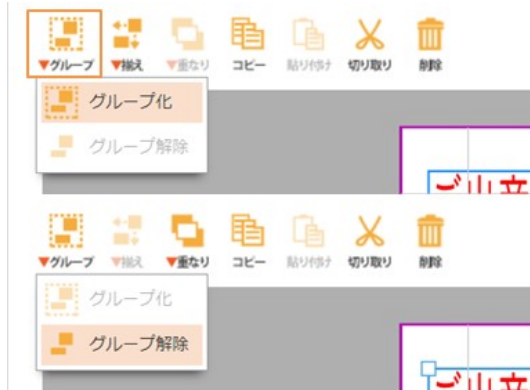 ▼グループ ▼揃え ▼重なり コピー 貼り付け 切り取り 削除
グループ化
グループ解除
▼グループ ▼揃え ▼重なり コピー 貼り付け 切り取り 削除
グループ化
グループ解除